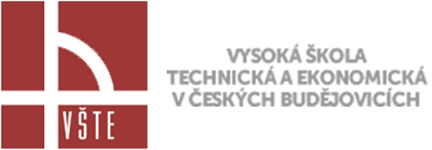 VŠTE
VYSOKÁ ŠKOLA
TECHNICKÁ A EKONOMICKÁ
V ČESKÝCH BUDĚJOVICÍCH